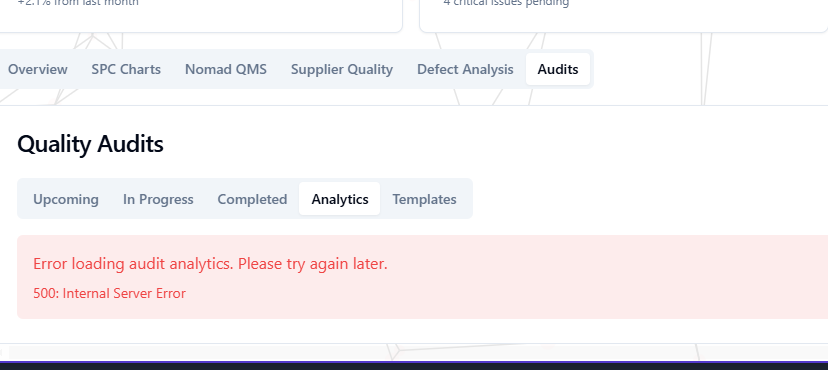 +2.1% from last month
4 critical issues pending
Overview SPC Charts Nomad QMS Supplier Quality Defect Analysis Audits
Quality Audits
Upcoming In Progress Completed Analytics Templates
Error loading audit analytics. Please try again later.
500: Internal Server Error